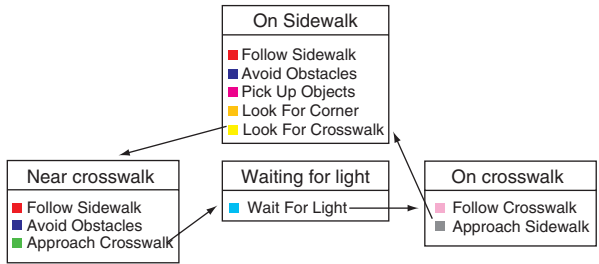 On Sidewalk
Follow Sidewalk
Avoid Obstacles
Pick Up Objects
Look For Corner
Look For Crosswalk
Near crosswalk
Follow Sidewalk
Avoid Obstacles
Approach Crosswalk
Waiting for light
Wait For Light
On crosswalk
Follow Crosswalk
Approach Sidewalk